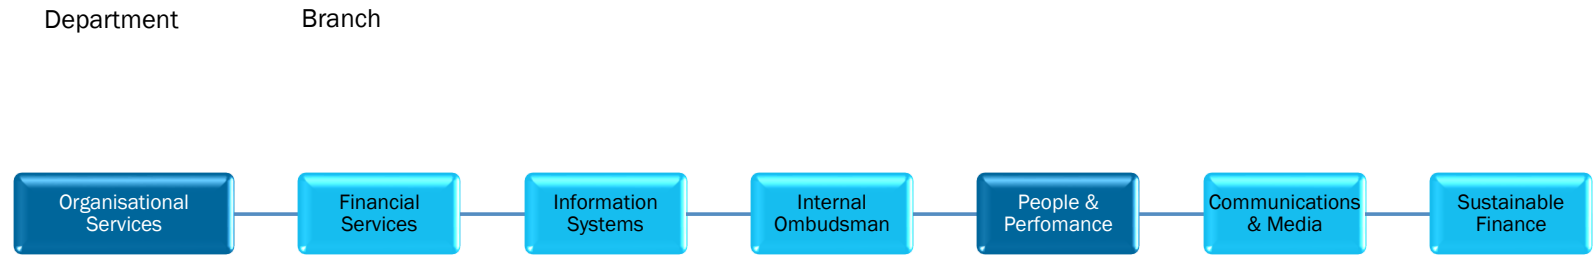 Department
Branch
Organisational
Services
Financial
Services
Information
Systems
Internal
Ombudsman
People &
Perfomance
Communications
& Media
Sustainable
Finance